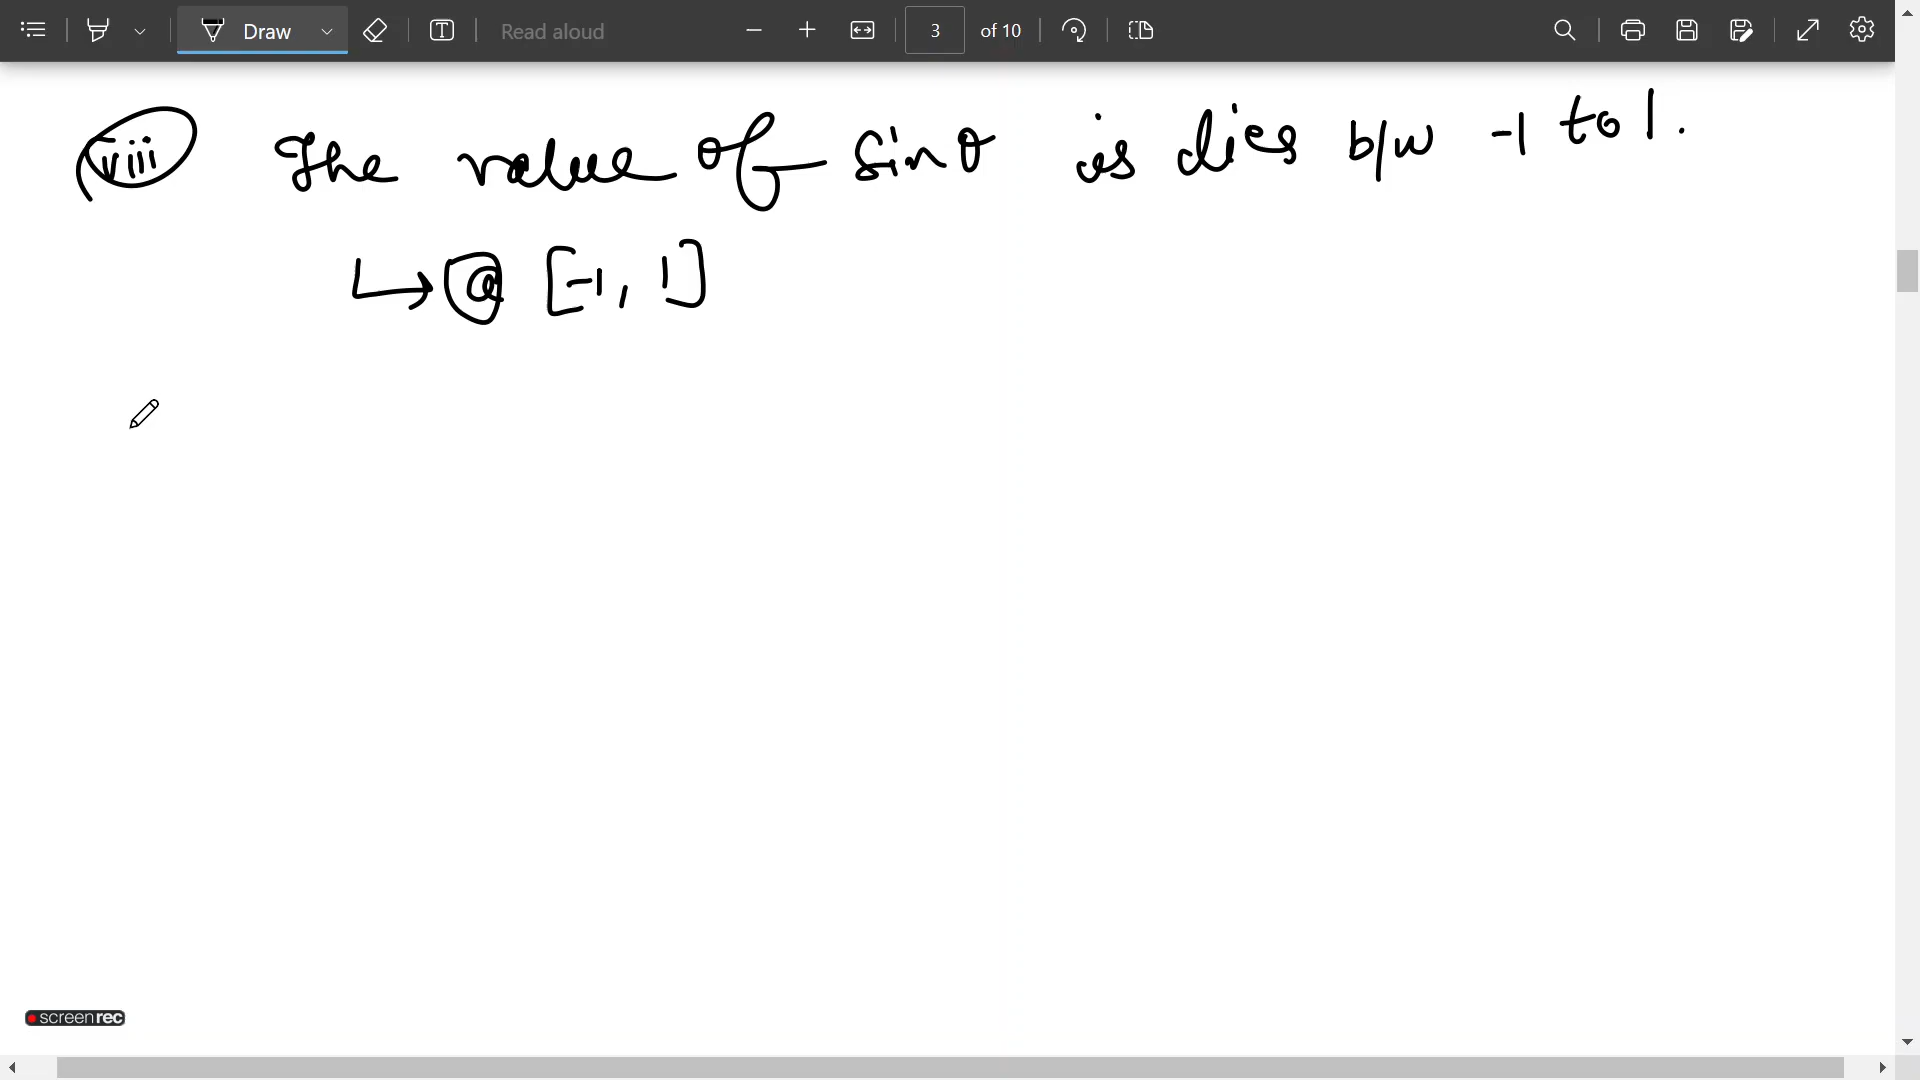 Draw
Read aloud
3 of 10
viii The value of sinθ is lies b/w -1 to 1.
↳ @ [-1, 1]
screenrec